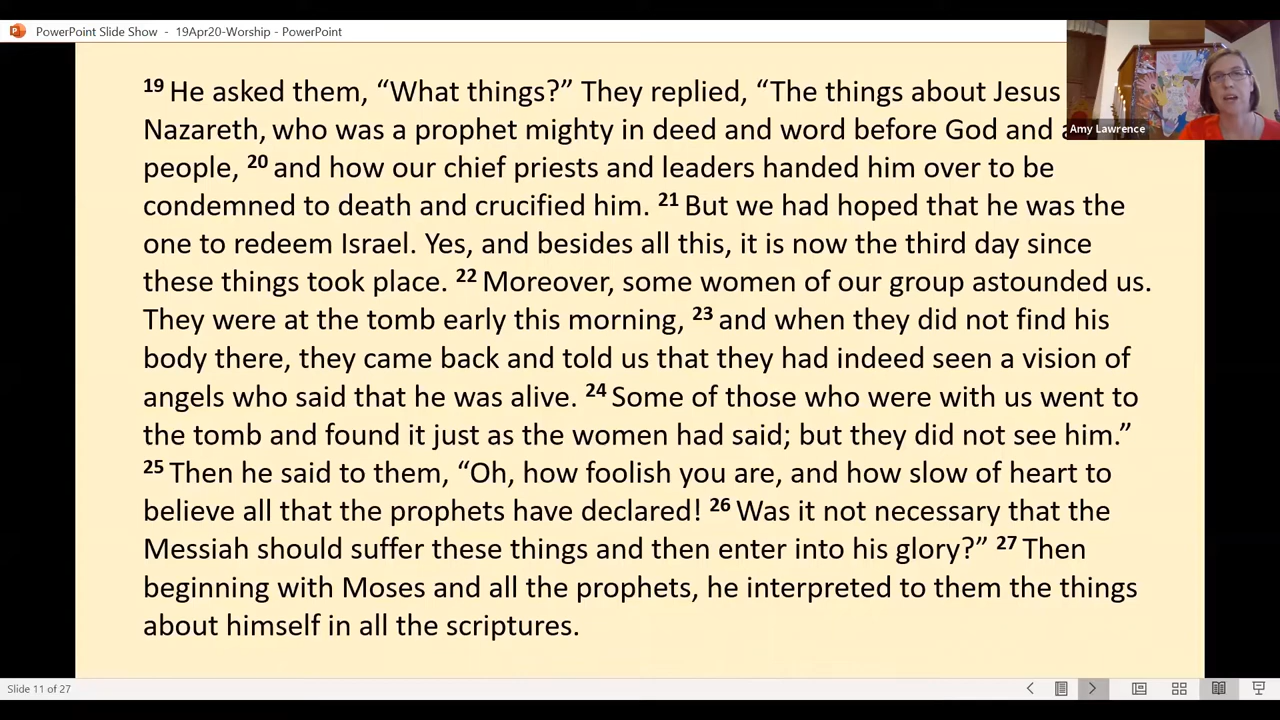 PowerPoint Slide Show - 19Apr20-Worship - PowerPoint
19 He asked them, “What things?” They replied, “The things about Jesus
Nazareth, who was a prophet mighty in deed and word before God and
Amy Lawrence
people, 20 and how our chief priests and leaders handed him over to be
condemned to death and crucified him. 21 But we had hoped that he was the
one to redeem Israel. Yes, and besides all this, it is now the third day since
these things took place. 22 Moreover, some women of our group astounded us.
They were at the tomb early this morning, 23 and when they did not find his
body there, they came back and told us that they had indeed seen a vision of
angels who said that he was alive. 24 Some of those who were with us went to
the tomb and found it just as the women had said; but they did not see him.”
25 Then he said to them, “Oh, how foolish you are, and how slow of heart to
believe all that the prophets have declared! 26 Was it not necessary that the
Messiah should suffer these things and then enter into his glory?” 27 Then
beginning with Moses and all the prophets, he interpreted to them the things
about himself in all the scriptures.
Slide 11 of 27